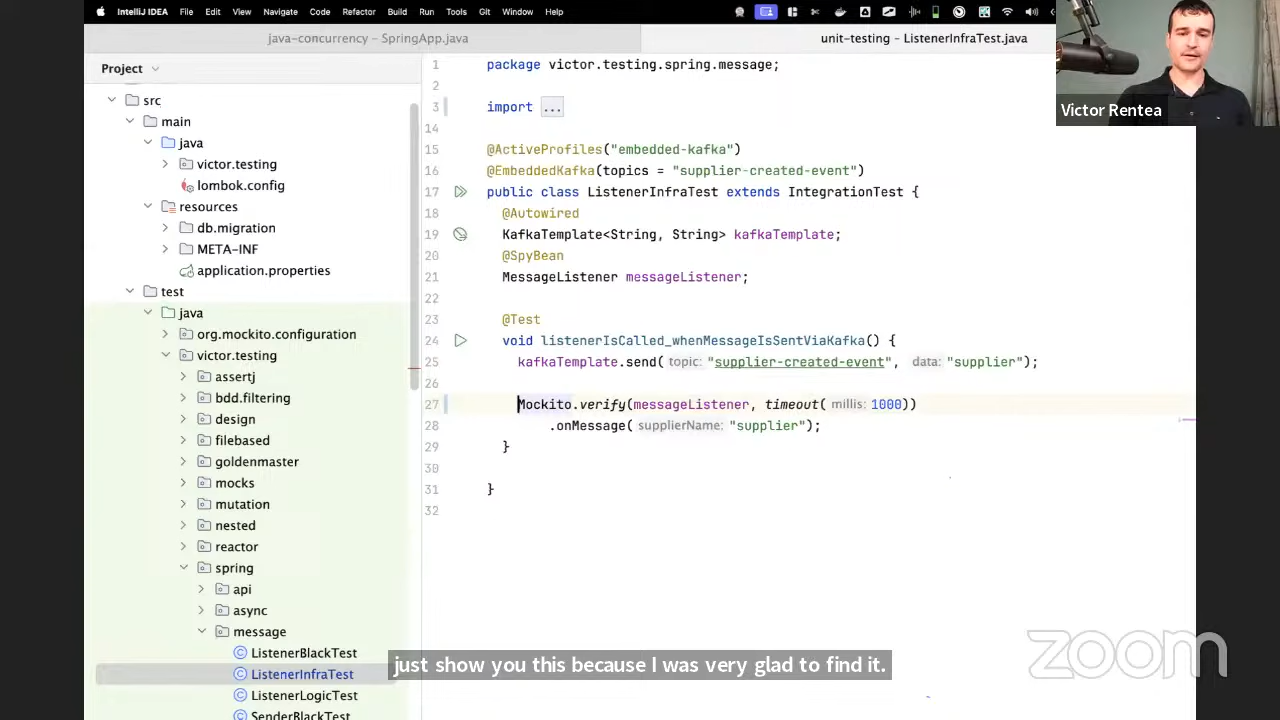 IntelliJ IDEA File Edit View Navigate Code Refactor Build Run Tools Git Window Help
java-concurrency - SpringApp.java
unit-testing - ListenerInfraTest.java
Victor Rentea
Project
src
main
java
victor.testing
lombok.config
resources
db.migration
META-INF
application.properties
test
java
org.mockito.configuration
victor.testing
assertj
bdd.filtering
design
filebased
goldenmaster
mocks
mutation
nested
reactor
spring
api
async
message
ListenerBlackTest
ListenerInfraTest
ListenerLogicTest
SenderBlackTest
1 package victor.testing.spring.message;
2
3 import ...
14
15 @ActiveProfiles("embedded-kafka")
16 @EmbeddedKafka(topics = "supplier-created-event")
17 public class ListenerInfraTest extends IntegrationTest {
18 @Autowired
19 KafkaTemplate<String, String> kafkaTemplate;
20 @SpyBean
21 MessageListener messageListener;
22
23 @Test
24 void listenerIsCalled_whenMessageIsSentViaKafka() {
25 kafkaTemplate.send( topic: "supplier-created-event", data: "supplier");
26
27 Mockito.verify(messageListener, timeout( millis: 1000))
28 .onMessage( supplierName: "supplier");
29 }
30
31 }
32
just show you this because I was very glad to find it.
zoom